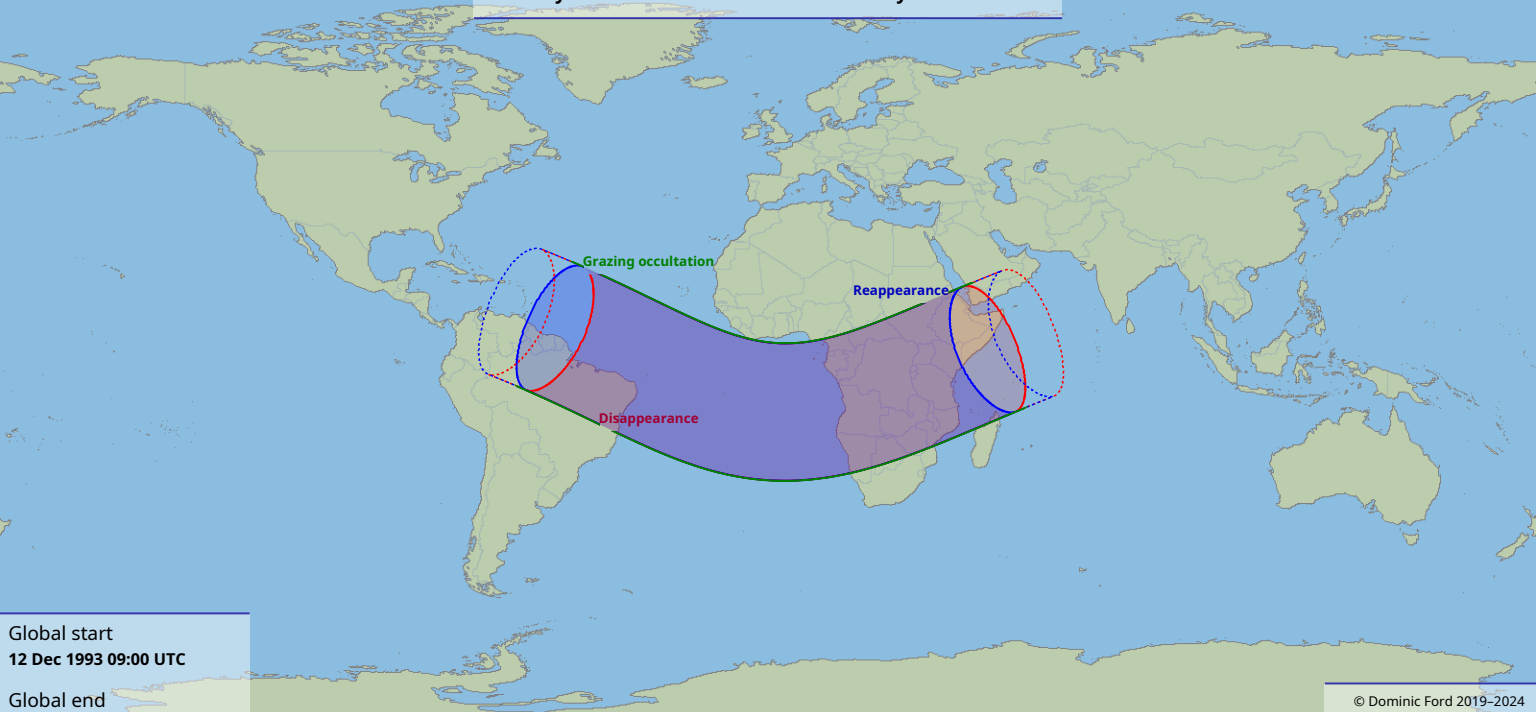 Grazing occultation
Reappearance
Disappearance
Global start
12 Dec 1993 09:00 UTC
Global end
© Dominic Ford 2019–2024